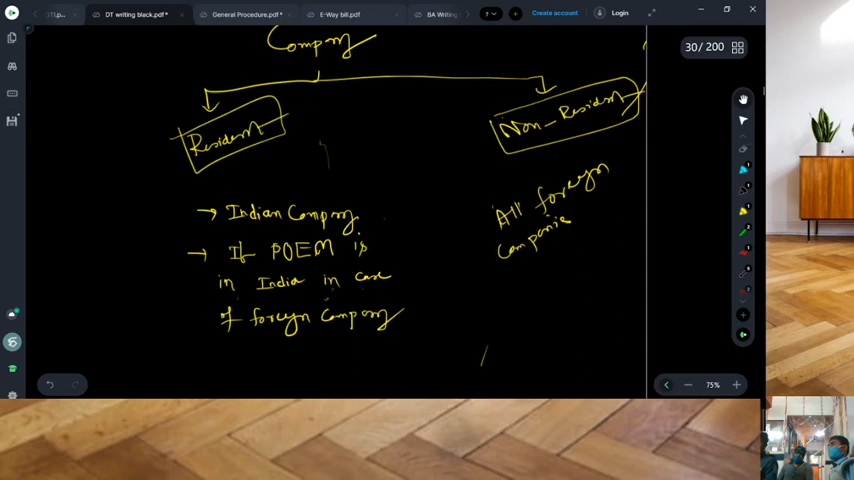 DT writing black.pdf*
General Procedure.pdf*
E-Way bill.pdf
BA Writing
7
Create account
Login
30 / 200
Company
Resident
Non-Resident
→ Indian Company
→ If POEM is
in India in case
of foreign company
All foreign
companies
75%